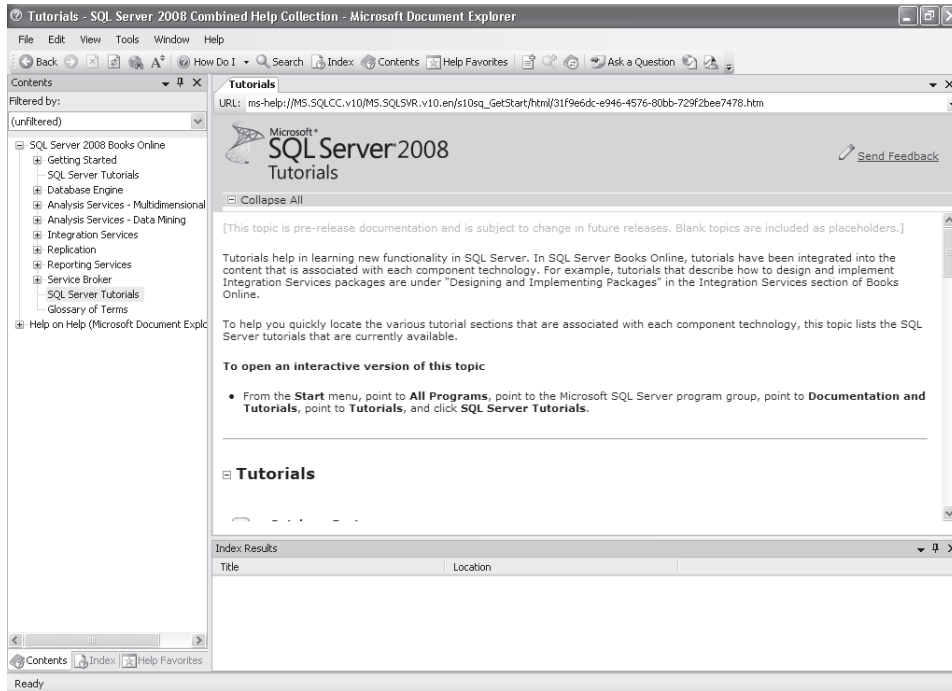 Tutorials - SQL Server 2008 Combined Help Collection - Microsoft Document Explorer
File Edit View Tools Window Help
Back How Do I Search Index Contents Help Favorites Ask a Question
Contents
Filtered by:
(unfiltered)
SQL Server 2008 Books Online
Getting Started
SQL Server Tutorials
Database Engine
Analysis Services - Multidimensional
Analysis Services - Data Mining
Integration Services
Replication
Reporting Services
Service Broker
SQL Server Tutorials
Glossary of Terms
Help on Help (Microsoft Document Explo
Contents Index Help Favorites
Tutorials
URL: ms-help://MS.SQLCC.v10/MS.SQLSVR.v10.en/s10sq_GetStart/html/31f9e6dc-e946-4576-80bb-729f2bee7478.htm
Microsoft
SQL Server 2008
Tutorials
Send Feedback
Collapse All
[This topic is pre-release documentation and is subject to change in future releases. Blank topics are included as placeholders.]
Tutorials help in learning new functionality in SQL Server. In SQL Server Books Online, tutorials have been integrated into the
content that is associated with each component technology. For example, tutorials that describe how to design and implement
Integration Services packages are under "Designing and Implementing Packages" in the Integration Services section of Books
Online.
To help you quickly locate the various tutorial sections that are associated with each component technology, this topic lists the SQL
Server tutorials that are currently available.
To open an interactive version of this topic
• From the Start menu, point to All Programs, point to the Microsoft SQL Server program group, point to Documentation and
Tutorials, point to Tutorials, and click SQL Server Tutorials.
Tutorials
Index Results
Title Location
Ready